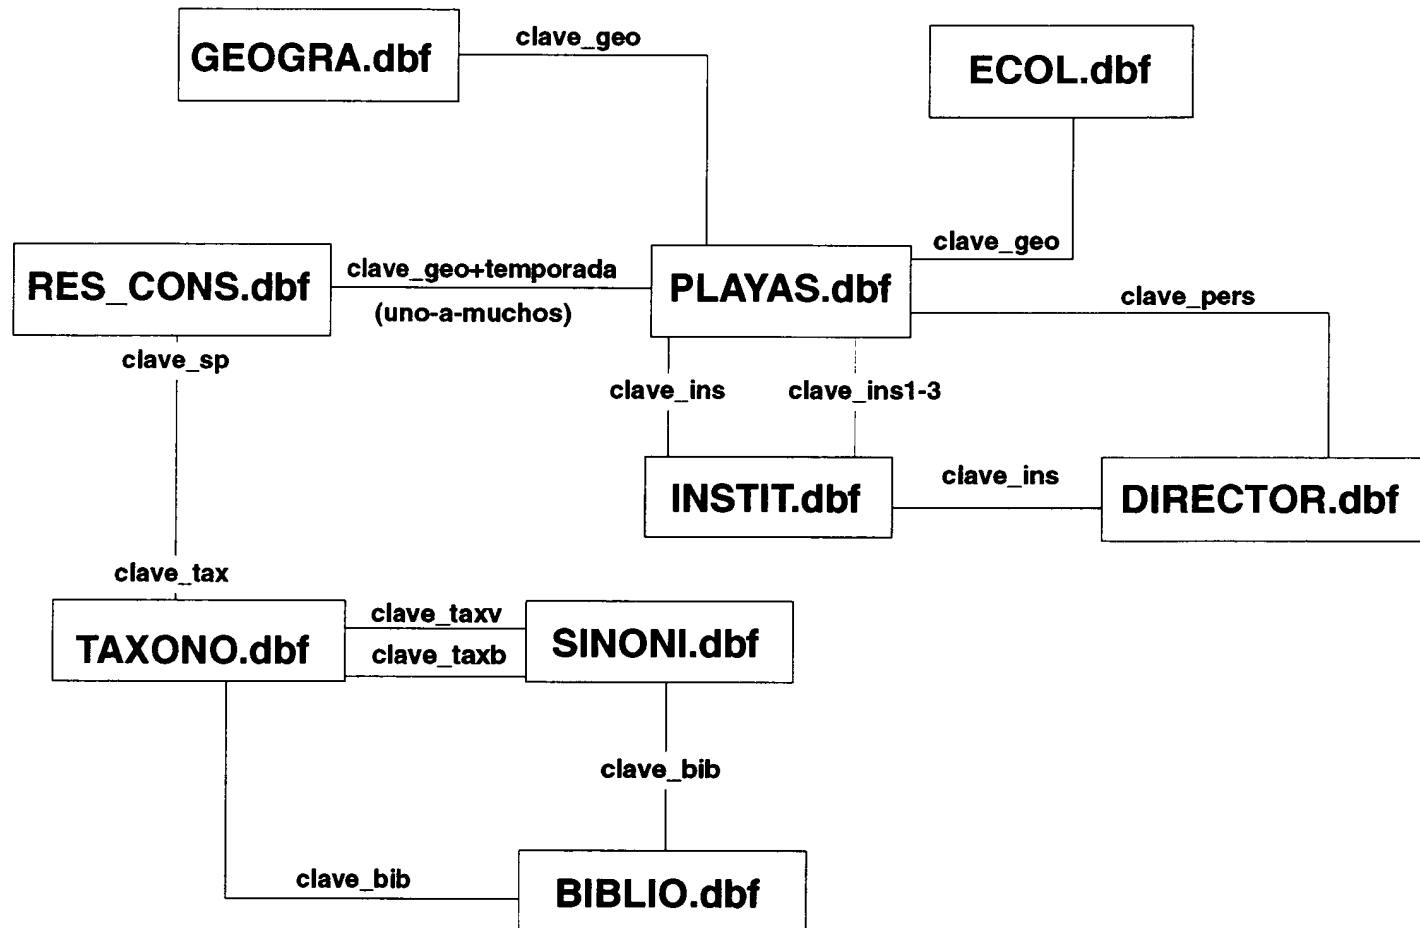 clave_geo
GEOGRA.dbf
ECOL.dbf
clave_geo
RES_CONS.dbf
clave_geo+temporada
(uno-a-muchos)
PLAYAS.dbf
clave_pers
clave_sp
clave_ins
clave_ins1-3
INSTIT.dbf
clave_ins
DIRECTOR.dbf
clave_tax
TAXONO.dbf
clave_taxv
clave_taxb
SINONI.dbf
clave_bib
clave_bib
BIBLIO.dbf